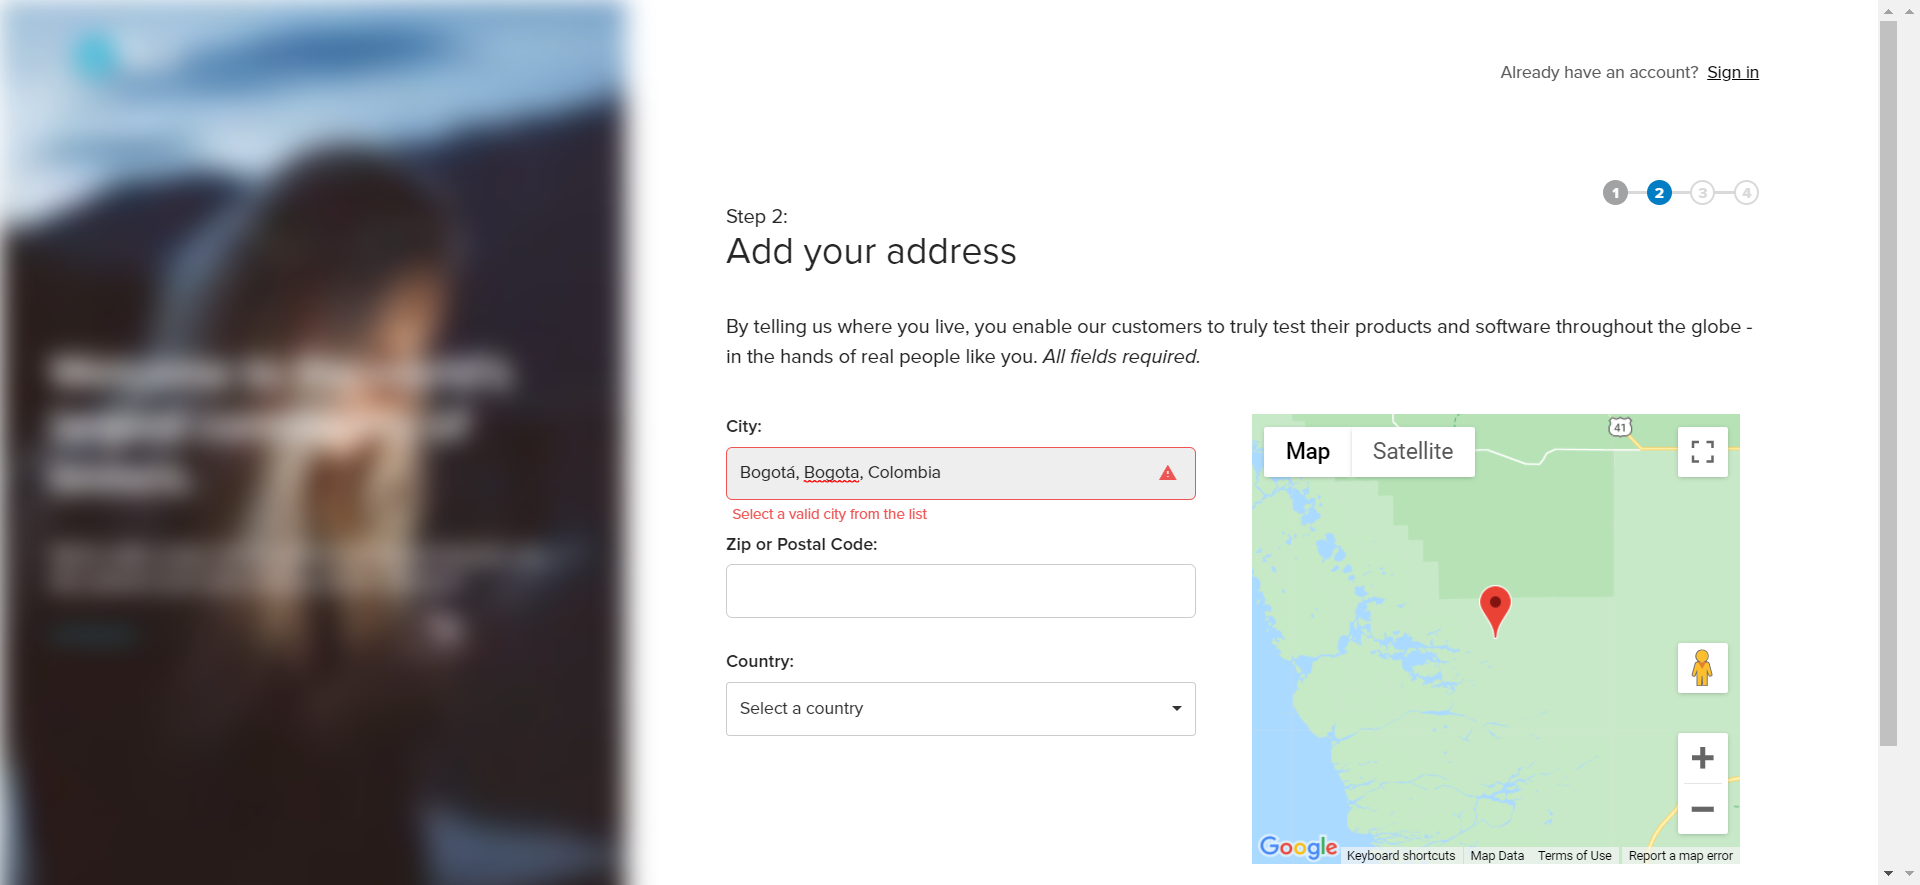 Already have an account? Sign in
1 2 3 4
Step 2:
Add your address
By telling us where you live, you enable our customers to truly test their products and software throughout the globe -
in the hands of real people like you. All fields required.
City:
Bogotá, Bogota, Colombia
Select a valid city from the list
Zip or Postal Code:
Country:
Select a country
Map Satellite
41
Google
Keyboard shortcuts Map Data Terms of Use Report a map error